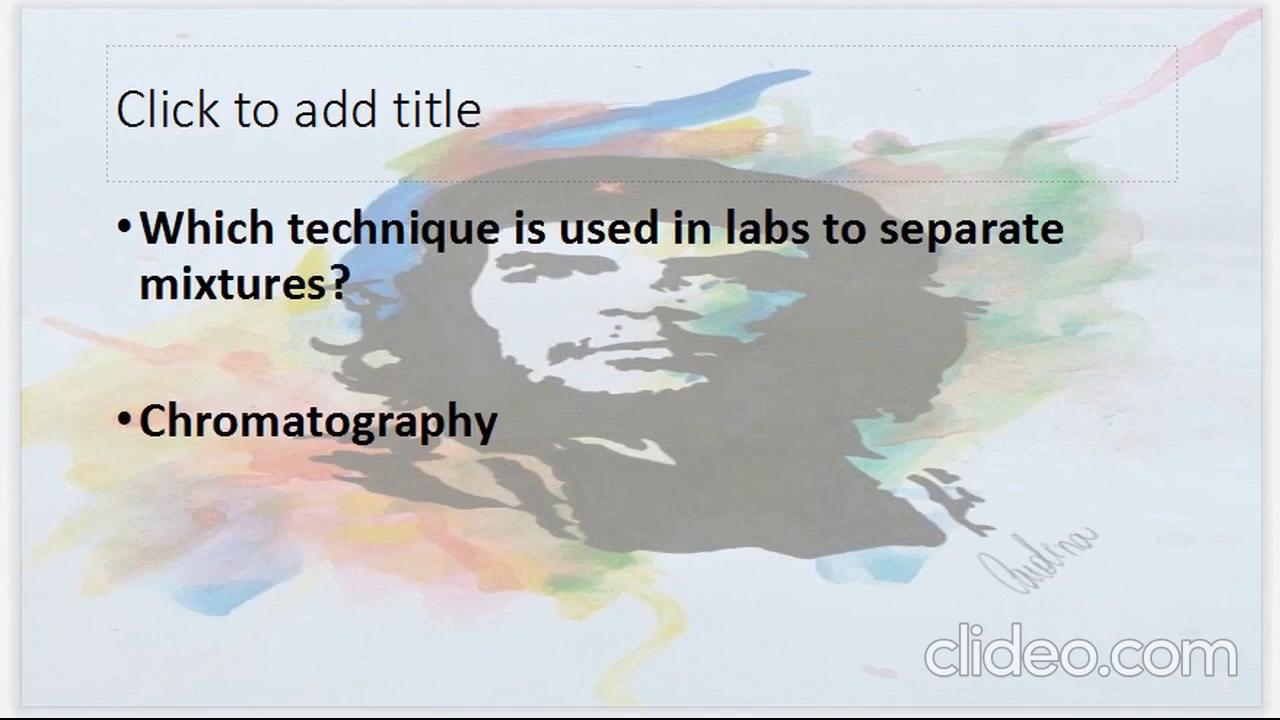 Click to add title
• Which technique is used in labs to separate
mixtures?
• Chromatography
clideo.com